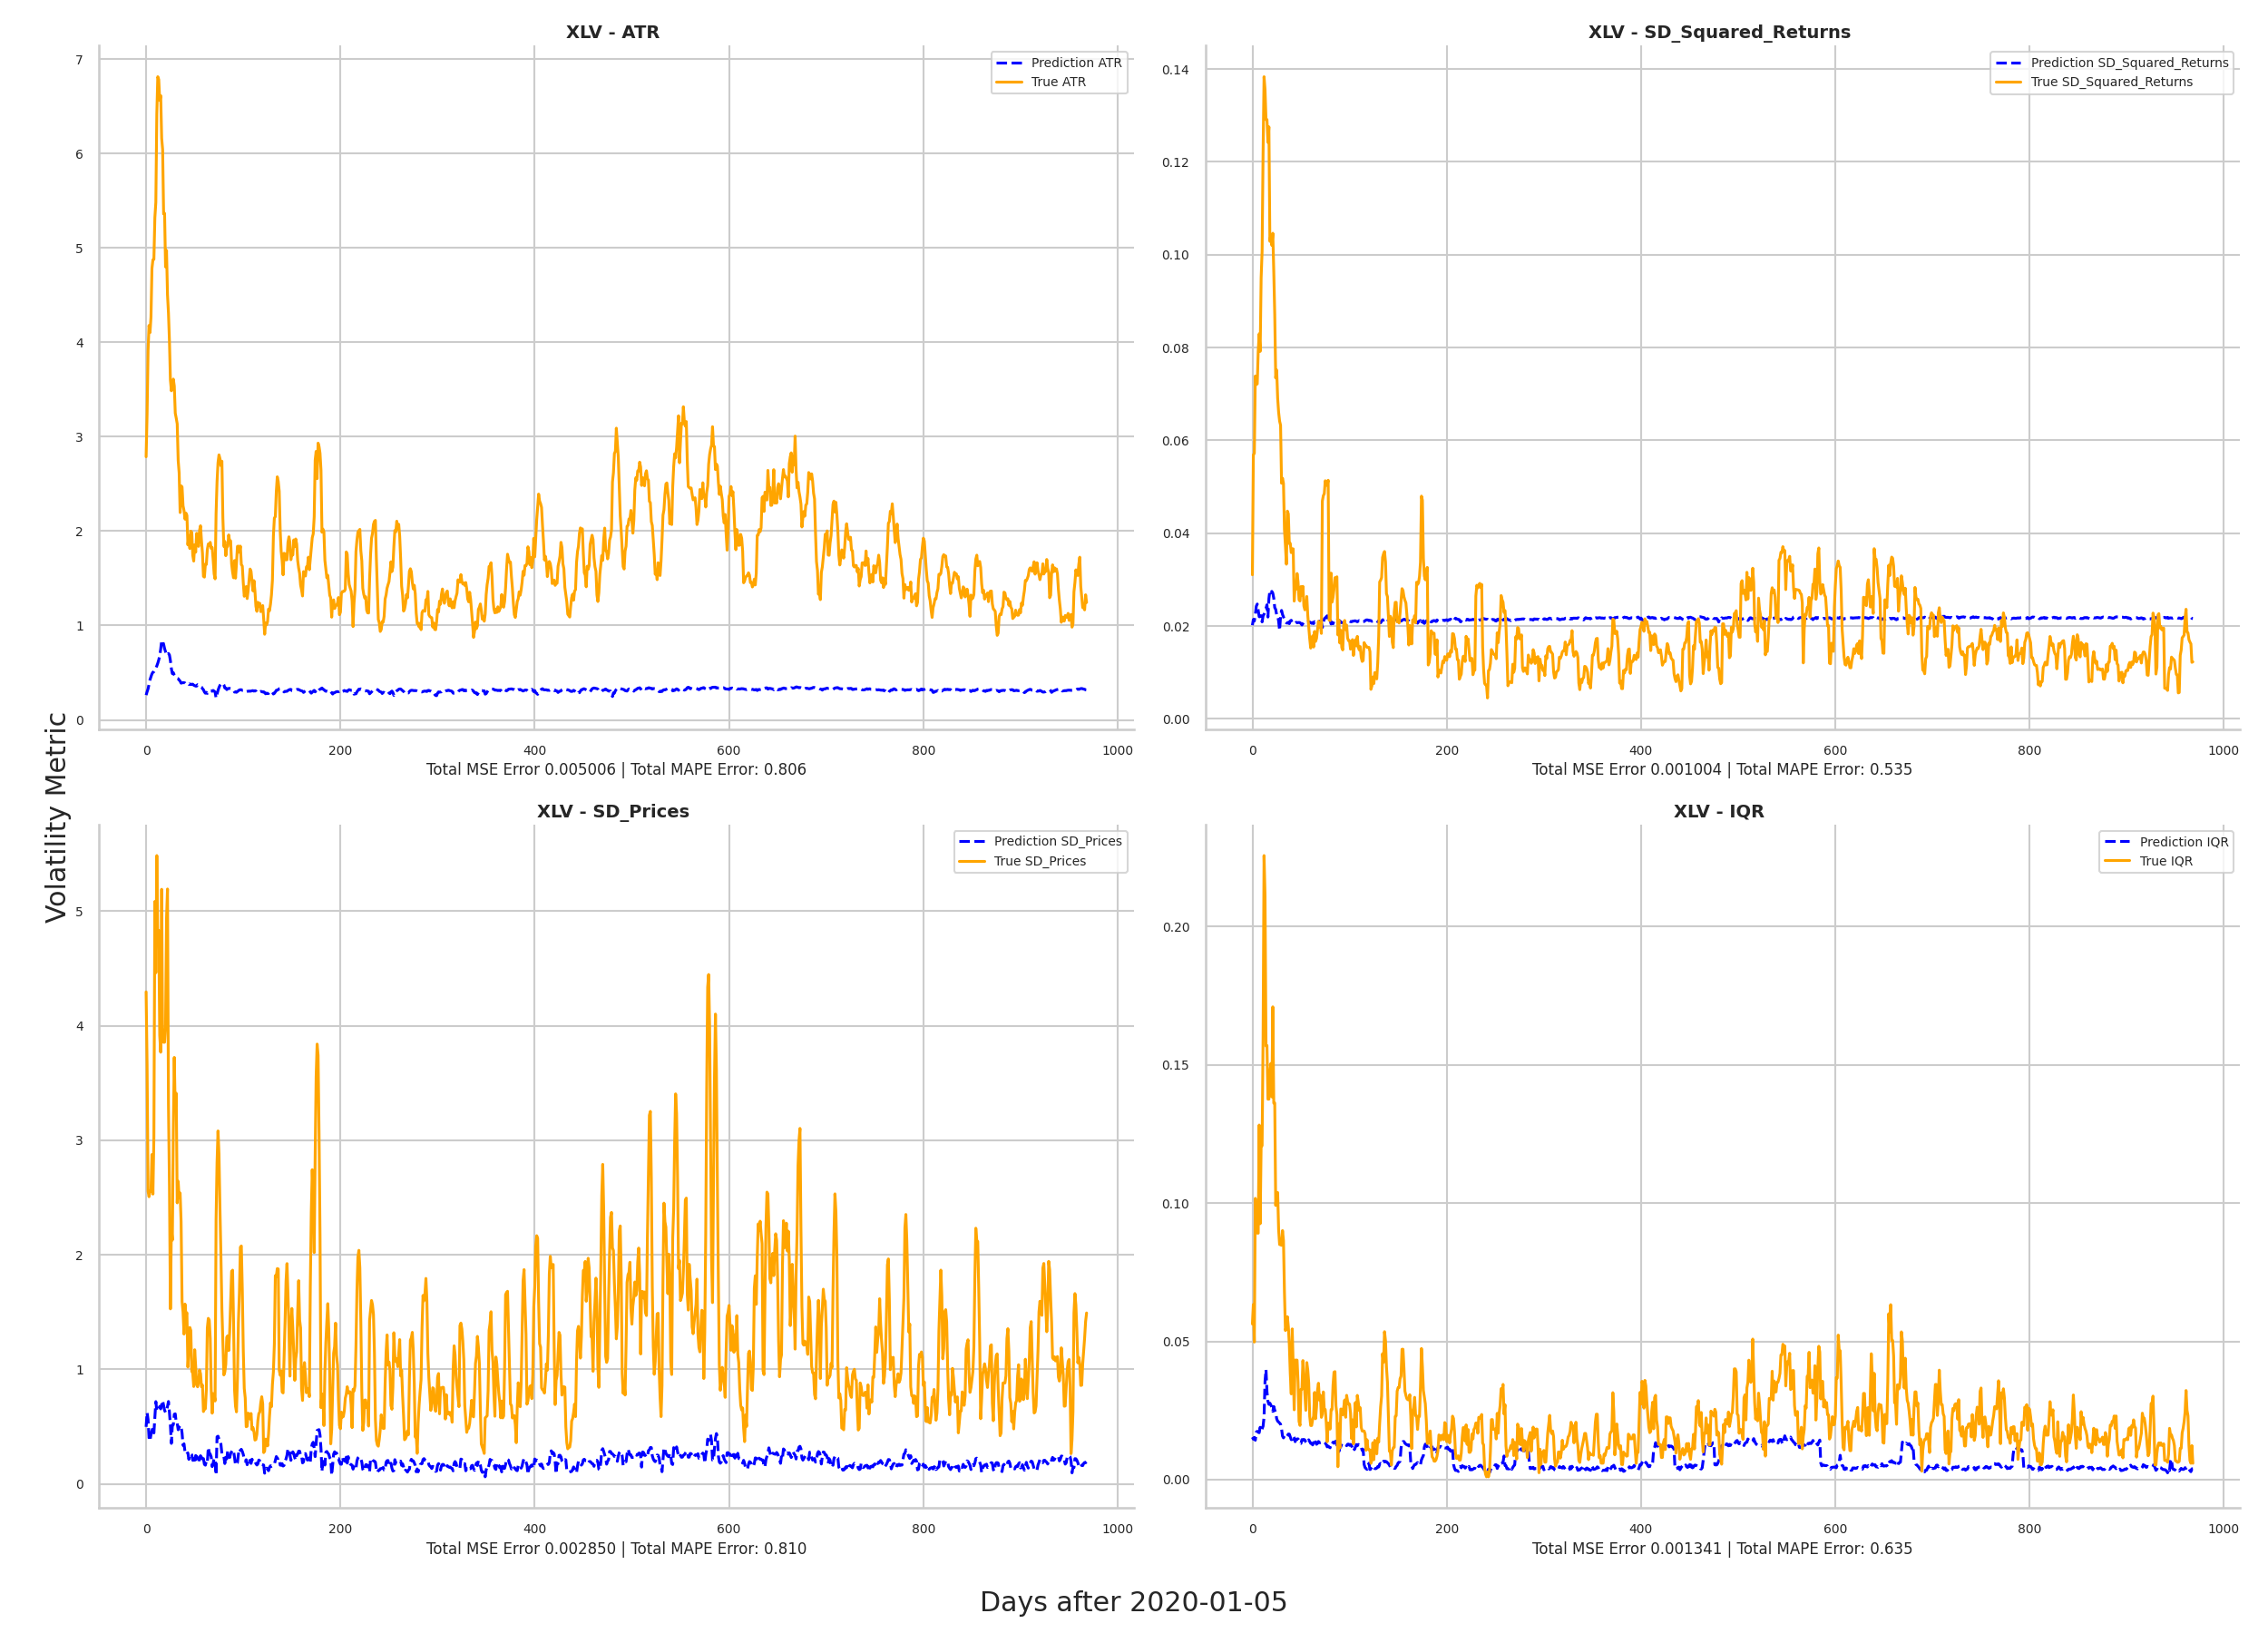 XLV - ATR
7
6
5
4
3
2
1
0
0 200 400 600 800 1000
Prediction ATR
True ATR
Total MSE Error 0.005006 | Total MAPE Error: 0.806
XLV - SD_Squared_Returns
0.14
0.12
0.10
0.08
0.06
0.04
0.02
0.00
0 200 400 600 800 1000
Prediction SD_Squared_Returns
True SD_Squared_Returns
Total MSE Error 0.001004 | Total MAPE Error: 0.535
Volatility Metric
XLV - SD_Prices
5
4
3
2
1
0
0 200 400 600 800 1000
Prediction SD_Prices
True SD_Prices
Total MSE Error 0.002850 | Total MAPE Error: 0.810
XLV - IQR
0.20
0.15
0.10
0.05
0.00
0 200 400 600 800 1000
Prediction IQR
True IQR
Total MSE Error 0.001341 | Total MAPE Error: 0.635
Days after 2020-01-05